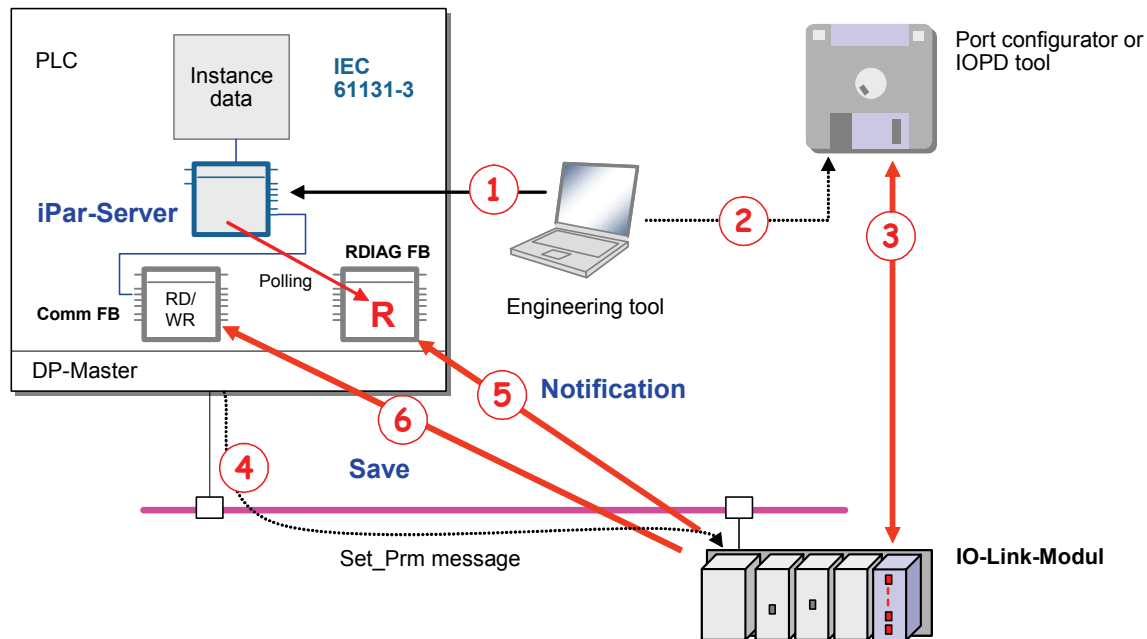 PLC
Instance
data
IEC
61131-3
Port configurator or
IOPD tool
1
iPar-Server
2
3
RDIAG FB
Polling
Engineering tool
Comm FB
RD/
WR
R
DP-Master
Notification
5
6
Save
4
Set_Prm message
IO-Link-Modul